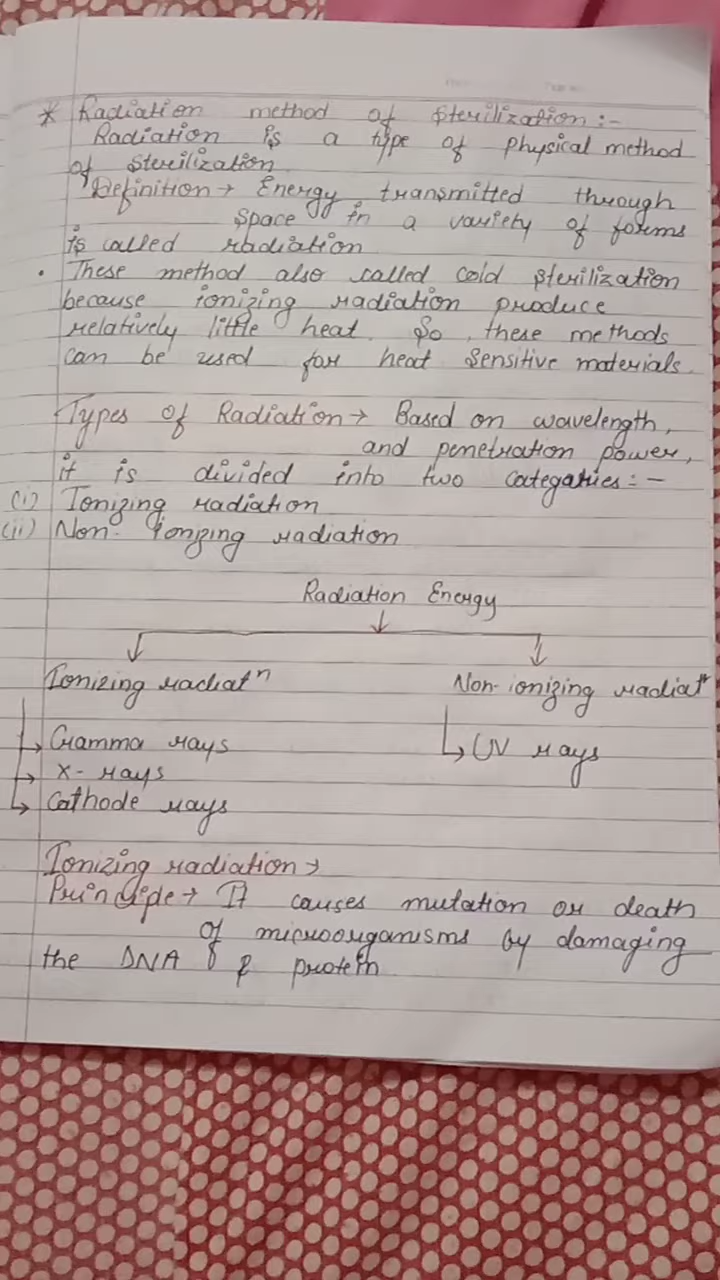 * Radiation method of sterilization :-
Radiation is a type of physical method
of sterilization
Definition → Energy transmitted through
space in a variety of forms
is called radiation
• These method also called cold sterilization
because ionizing radiation produce
relatively little heat. So, these methods
can be used for heat sensitive materials.
Types of Radiation → Based on wavelength,
and penetration power,
it is divided into two categories :-
(i) Ionizing radiation
(ii) Non-ionizing radiation
Radiation Energy
Ionizing radiatn Non-ionizing radiatn
→ Gamma rays → UV rays
→ X-rays
→ Cathode rays
Ionizing radiation →
Principe → It causes mutation or death
of microorganisms by damaging
the DNA & protein